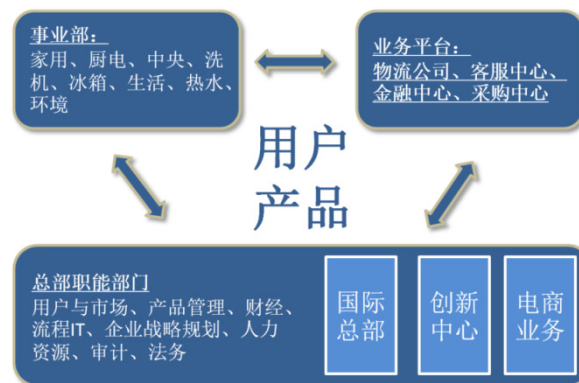 事业部：
家用、厨电、中央、洗
机、冰箱、生活、热水、
环境
业务平台：
物流公司、客服中心、
金融中心、采购中心
用户
产品
总部职能部门
用户与市场、产品管理、财经、
流程IT、企业战略规划、人力
资源、审计、法务
国际
总部
创新
中心
电商
业务